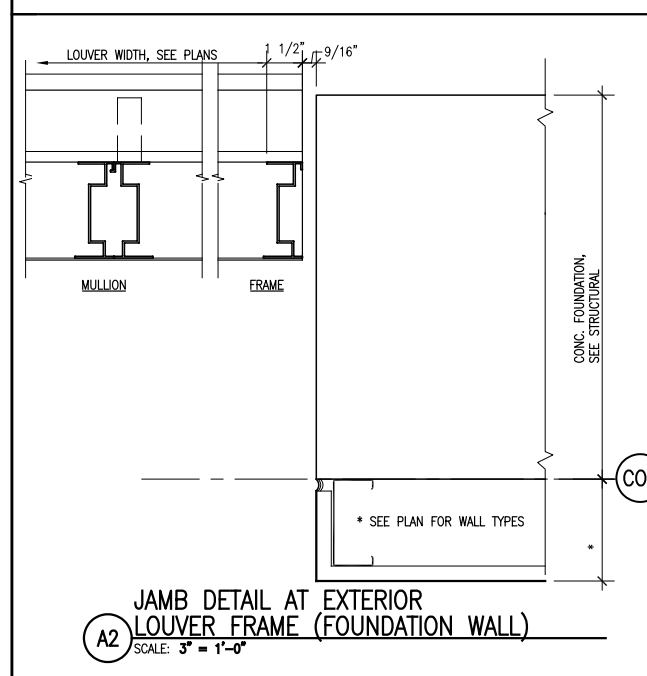 LOUVER WIDTH, SEE PLANS
1 1/2"
9/16"
MULLION
FRAME
CONC. FOUNDATION,
SEE STRUCTURAL
CO
* SEE PLAN FOR WALL TYPES
*
JAMB DETAIL AT EXTERIOR
LOUVER FRAME (FOUNDATION WALL)
A2
SCALE: 3" = 1'-0"